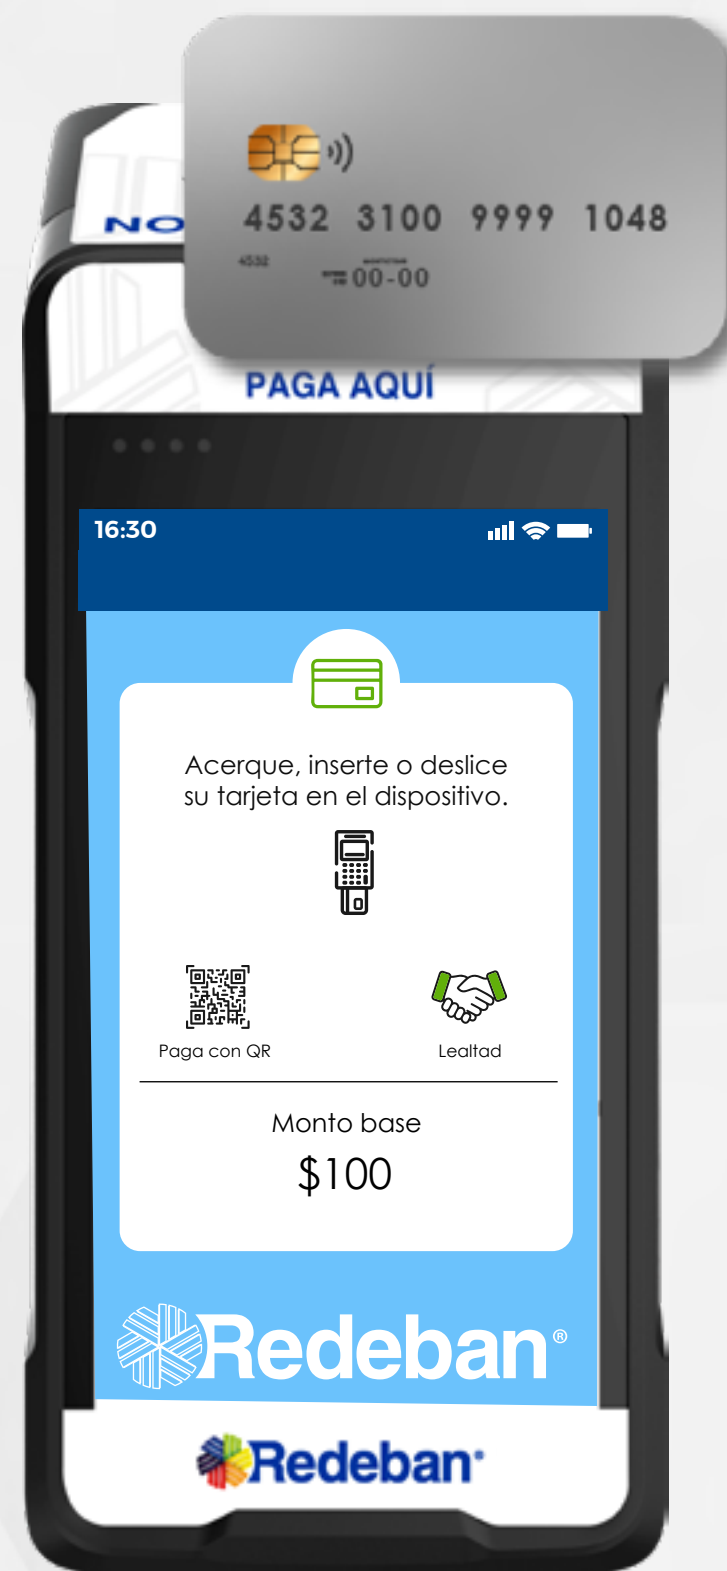 4532 3100 9999 1048
4532
00-00
NO
PAGA AQUÍ
16:30
Acerque, inserte o deslice
su tarjeta en el dispositivo.
Paga con QR
Lealtad
Monto base
$100
Redeban®
Redeban